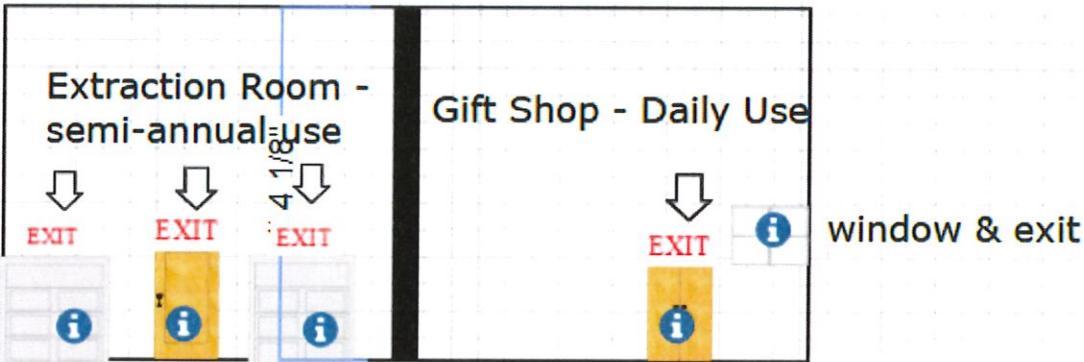 Extraction Room -
semi-annual use
4 1/8"
Gift Shop - Daily Use
EXIT
EXIT
EXIT
EXIT
window & exit